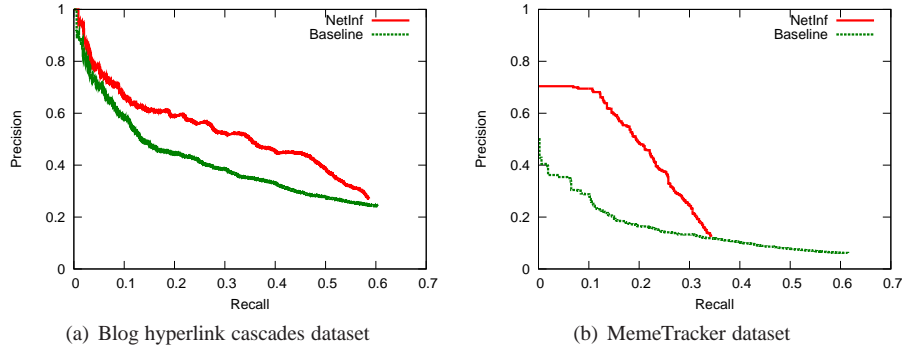 NetInf
Baseline
Precision
1
0.8
0.6
0.4
0.2
0
0 0.1 0.2 0.3 0.4 0.5 0.6 0.7
Recall
(a) Blog hyperlink cascades dataset
NetInf
Baseline
Precision
1
0.8
0.6
0.4
0.2
0
0 0.1 0.2 0.3 0.4 0.5 0.6 0.7
Recall
(b) MemeTracker dataset